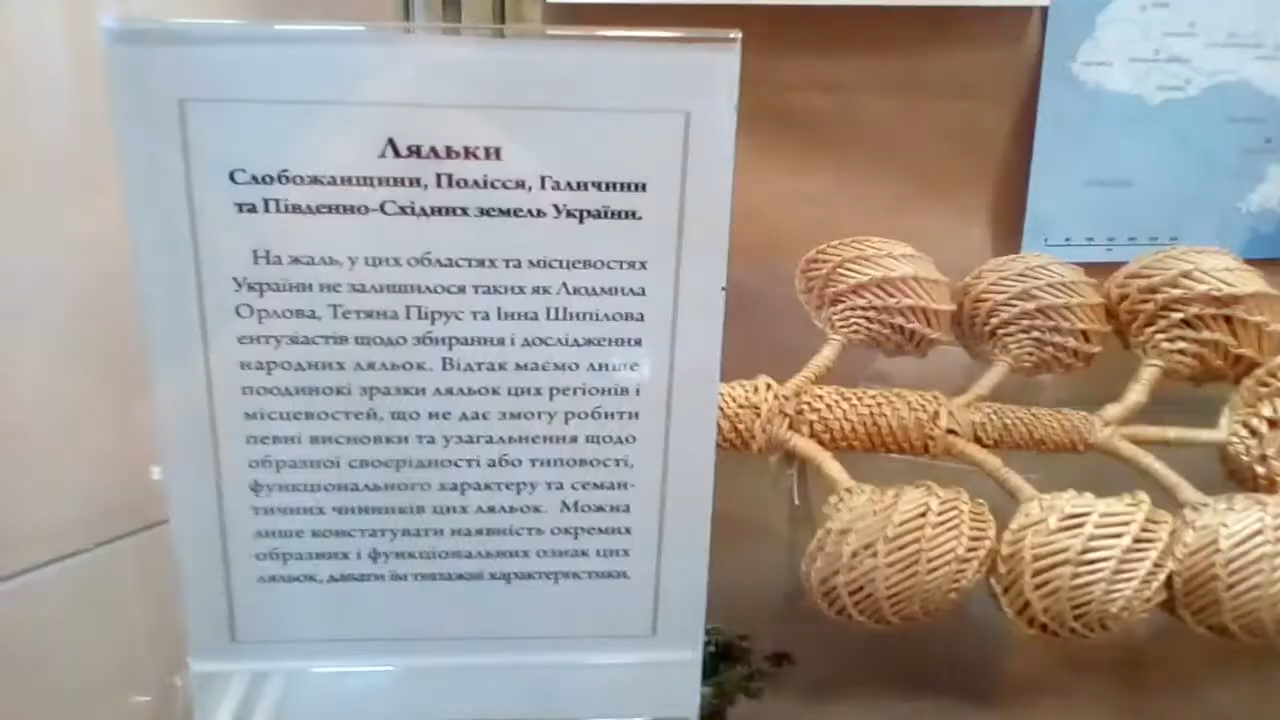 Ляльки
Слобожанщини, Полісся, Галичини
та Південно-Східних земель України.
На жаль, у цих областях та місцевостях
України не залишилося таких як Людмила
Орлова, Тетяна Пірус та Інна Шипілова
ентузіастів щодо збирання і дослідження
народних ляльок. Відтак маємо лише
поодинокі зразки ляльок цих регіонів і
місцевостей, що не дає змогу робити
певні висновки та узагальнення щодо
образної своєрідності або типовості,
функціонального характеру та семан-
тичних чинників цих ляльок. Можна
лише констатувати наявність окремих
образних і функціональних ознак цих
ляльок, давати їм типажні характеристики.